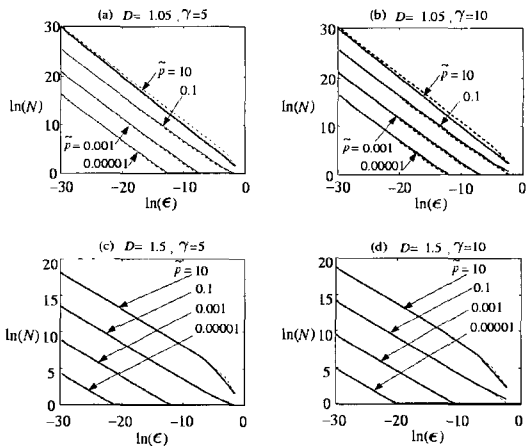 (a) D= 1.05 , γ=5
30
20
10
0
ln(N)
p̃ = 10
0.1
p̃ = 0.001
0.00001
-30 -20 -10 0
ln(ϵ)
(b) D= 1.05 , γ=10
30
20
10
0
ln(N)
p̃ = 10
0.1
p̃ = 0.001
0.00001
-30 -20 -10 0
ln(ϵ)
(c) D= 1.5 , γ=5
20
15
10
5
0
ln(N)
p̃ = 10
0.1
0.001
0.00001
-30 -20 -10 0
ln(ϵ)
(d) D= 1.5 , γ=10
20
15
10
5
0
ln(N)
p̃ = 10
0.1
0.001
0.00001
-30 -20 -10 0
ln(ϵ)